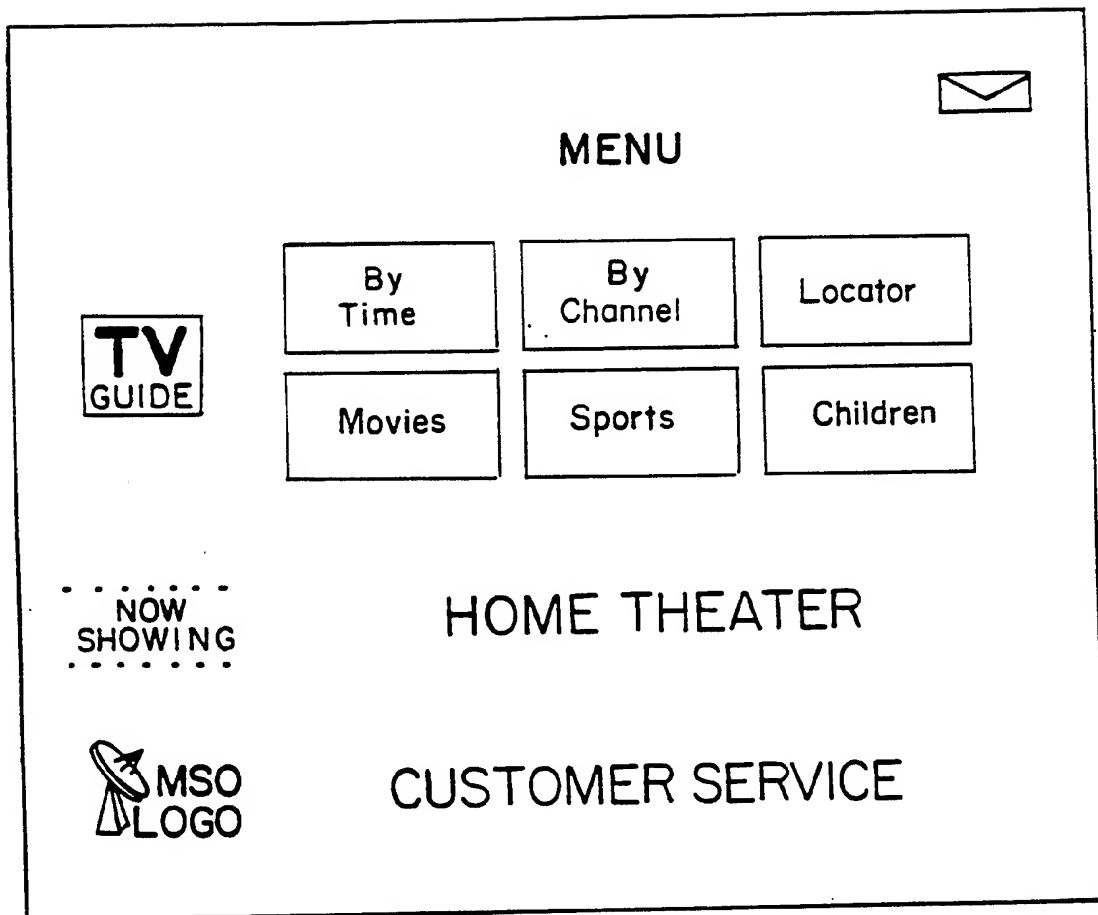 MENU
By
Time
By
Channel
Locator
TV
GUIDE
Movies
Sports
Children
NOW
SHOWING
HOME THEATER
MSO
LOGO
CUSTOMER SERVICE